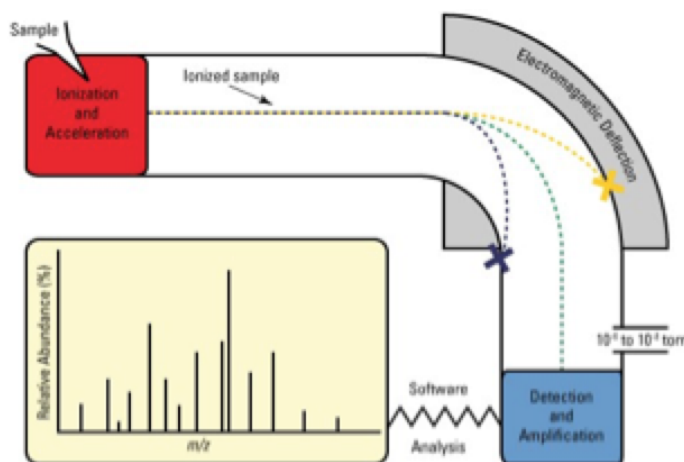 Sample
Ionization
and
Acceleration
Ionized sample
Electromagnetic Deflection
Relative Abundance (%)
m/z
Software
Analysis
Detection
and
Amplification